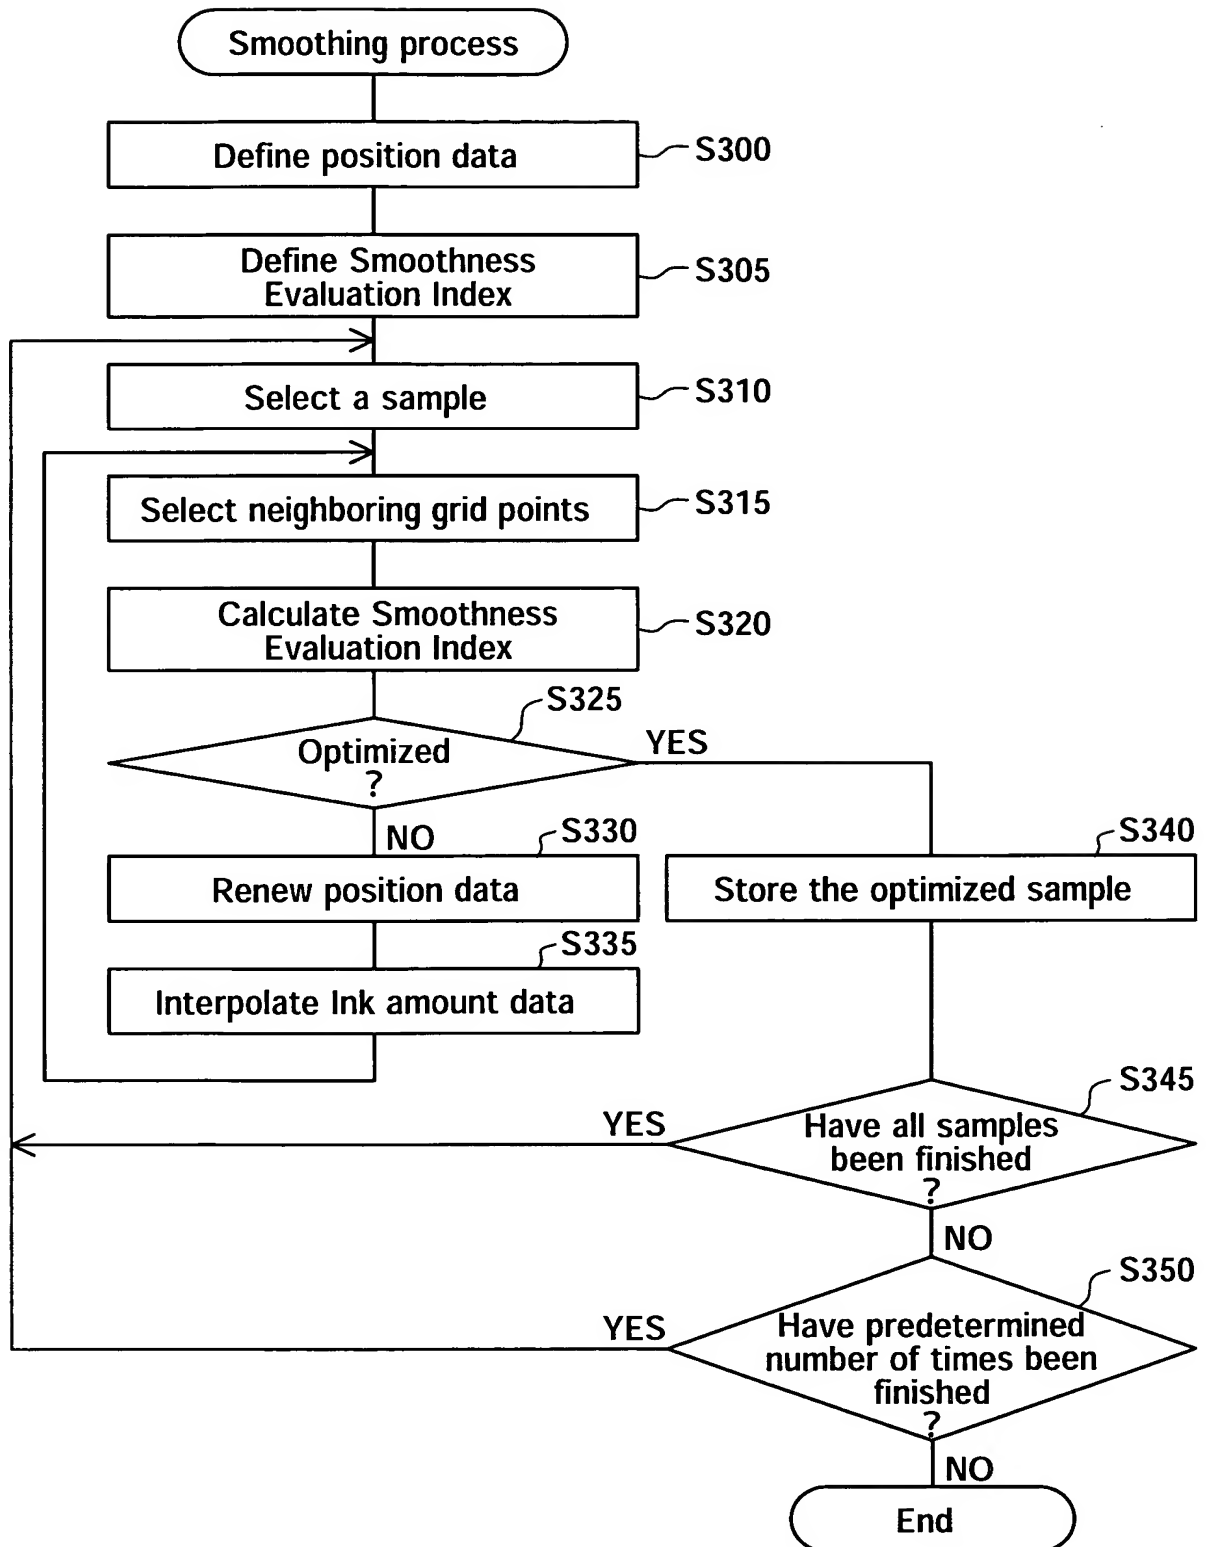 Smoothing process
Define position data
S300
Define Smoothness
Evaluation Index
S305
Select a sample
S310
Select neighboring grid points
S315
Calculate Smoothness
Evaluation Index
S320
S325
Optimized
?
YES
NO
S330
Renew position data
S340
Store the optimized sample
S335
Interpolate Ink amount data
S345
Have all samples
been finished
?
YES
NO
S350
Have predetermined
number of times been
finished
?
YES
NO
End